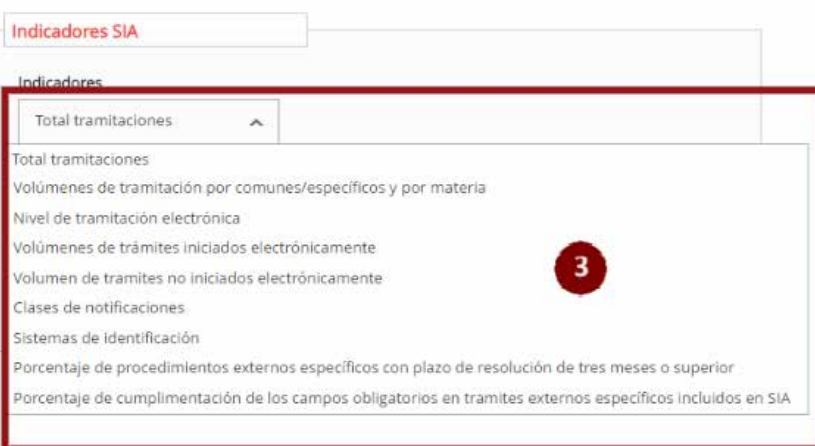 Indicadores SIA
Indicadores
Total tramitaciones
Total tramitaciones
Volúmenes de tramitación por comunes/específicos y por materia
Nivel de tramitación electrónica
Volúmenes de trámites iniciados electrónicamente
Volumen de tramites no iniciados electrónicamente
3
Clases de notificaciones
Sistemas de identificación
Porcentaje de procedimientos externos específicos con plazo de resolución de tres meses o superior
Porcentaje de cumplimentación de los campos obligatorios en tramites externos específicos incluidos en SIA